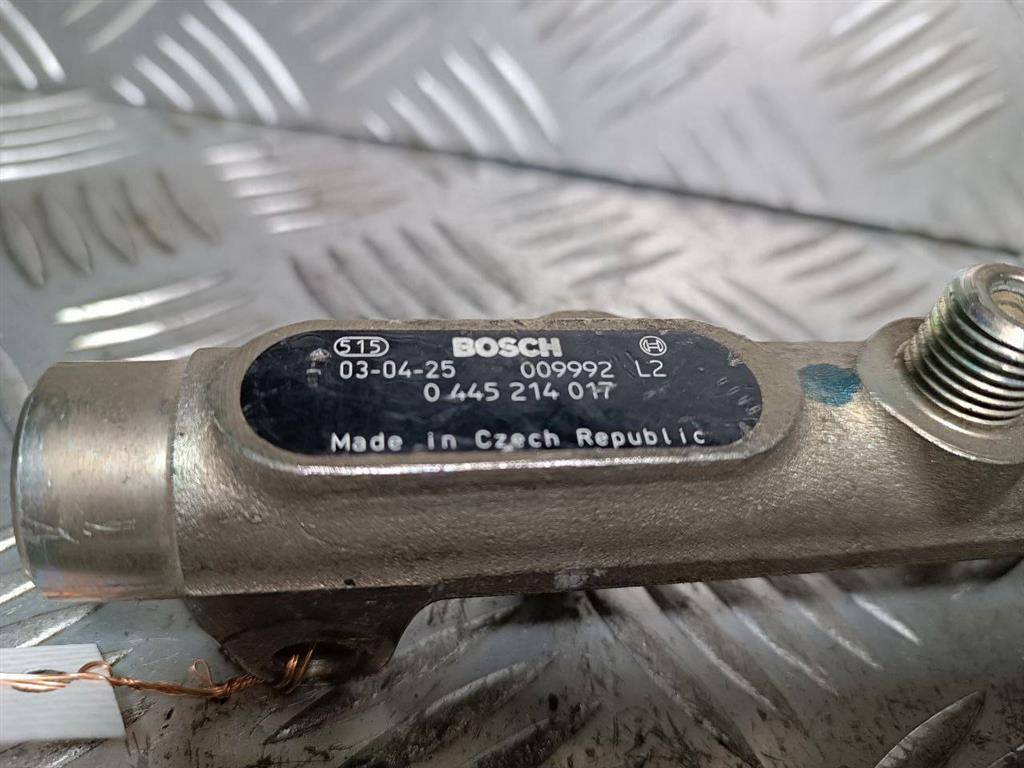 515 BOSCH
03-04-25 009992 L2
0 445 214 017
Made in Czech Republic